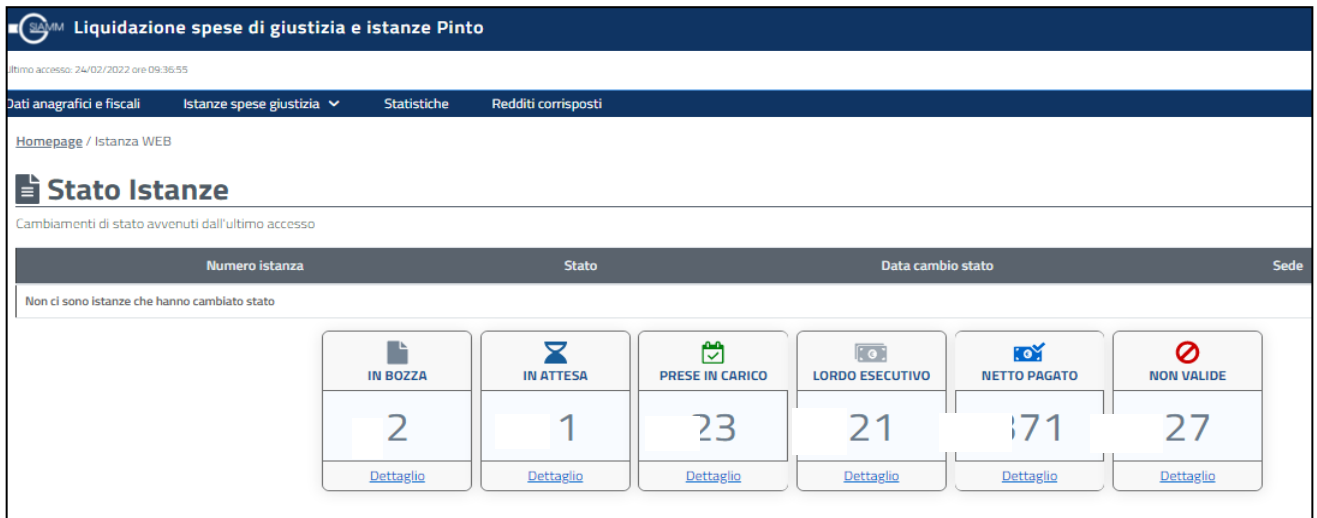 SIAMM Liquidazione spese di giustizia e istanze Pinto
ultimo accesso: 24/02/2022 ore 09:36:55
Dati anagrafici e fiscali Istanze spese giustizia Statistiche Redditi corrisposti
Homepage / Istanza WEB
Stato Istanze
Cambiamenti di stato avvenuti dall'ultimo accesso
Numero istanza Stato Data cambio stato Sede
Non ci sono istanze che hanno cambiato stato
IN BOZZA IN ATTESA PRESE IN CARICO LORDO ESECUTIVO NETTO PAGATO NON VALIDE
2 1 23 21 71 27
Dettaglio Dettaglio Dettaglio Dettaglio Dettaglio Dettaglio